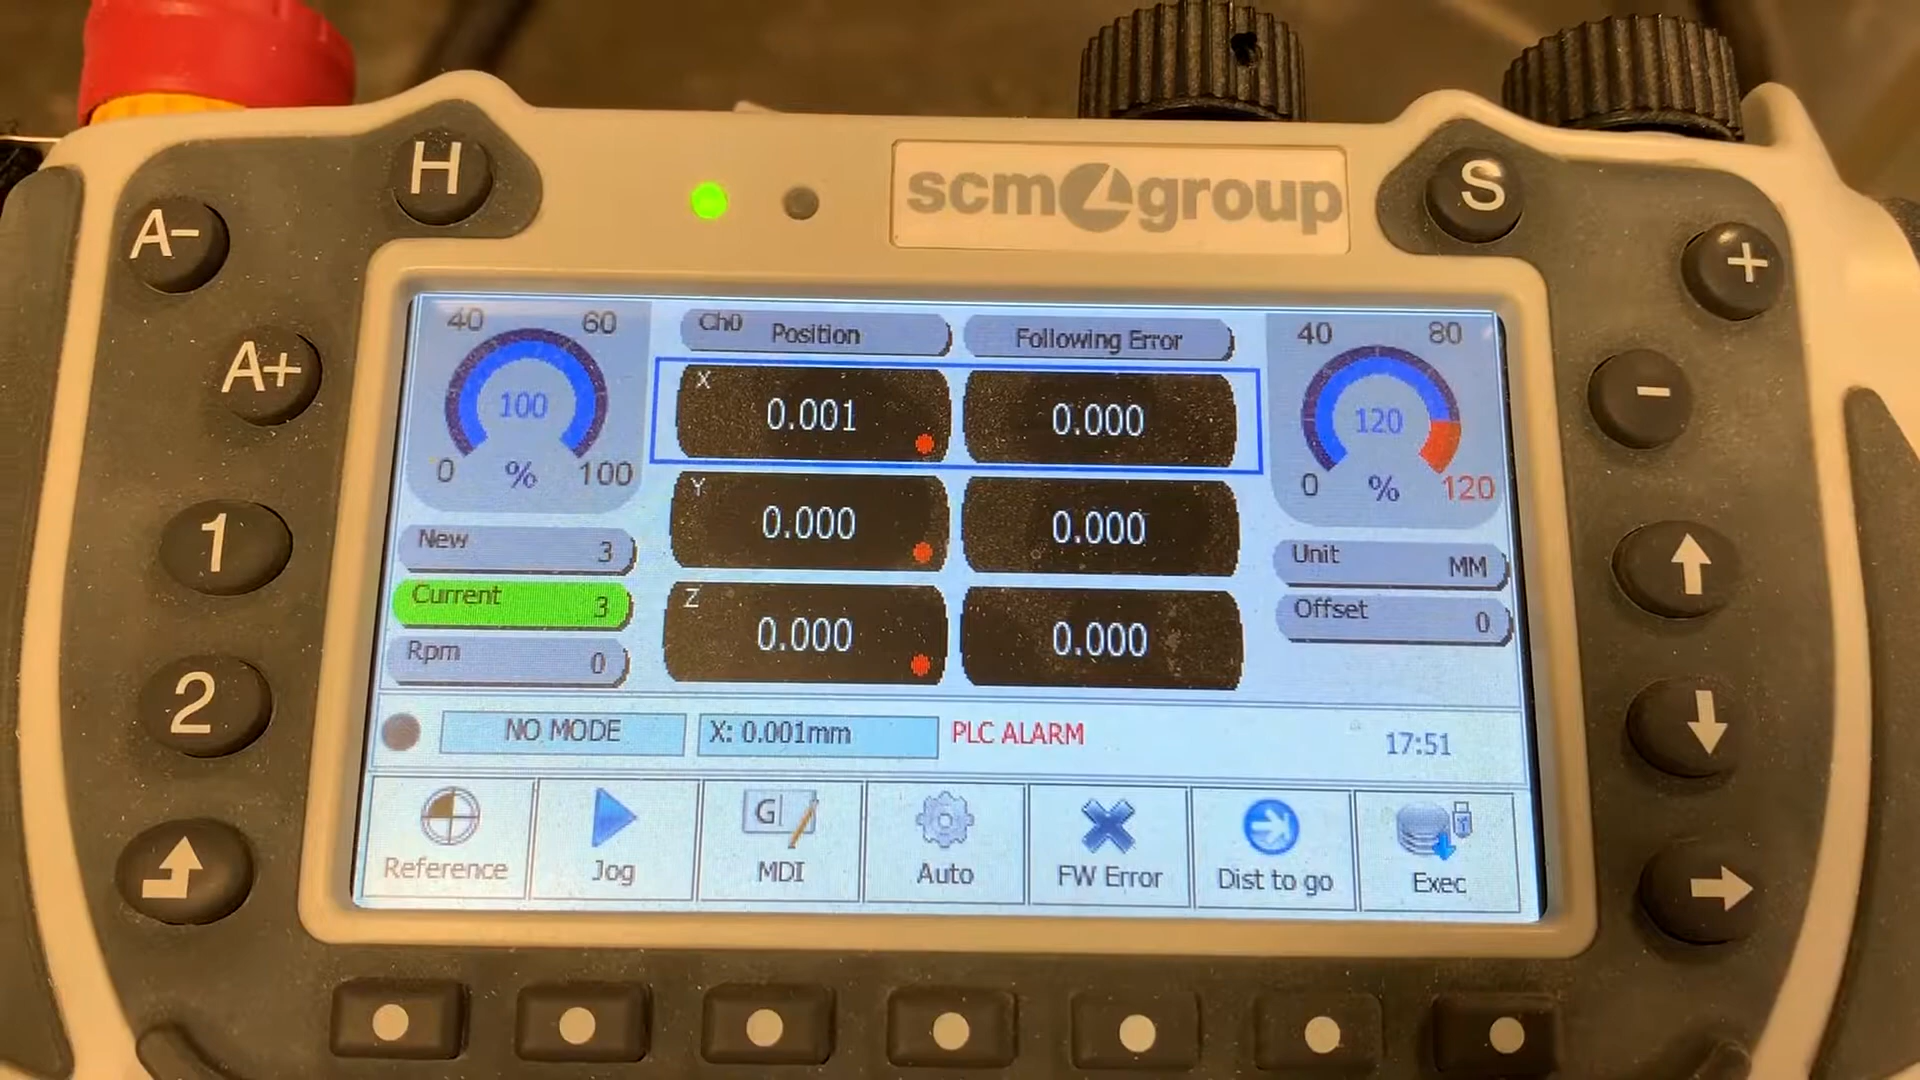 H
scm group
S
A-
+
A+
-
1
2
40 60
100
0 % 100
Ch0 Position
Following Error
40 80
120
0 % 120
X 0.001 0.000
Y 0.000 0.000
Z 0.000 0.000
New 3
Current 3
Rpm 0
Unit MM
Offset 0
NO MODE
X: 0.001mm
PLC ALARM
17:51
G
Reference
Jog
MDI
Auto
FW Error
Dist to go
Exec